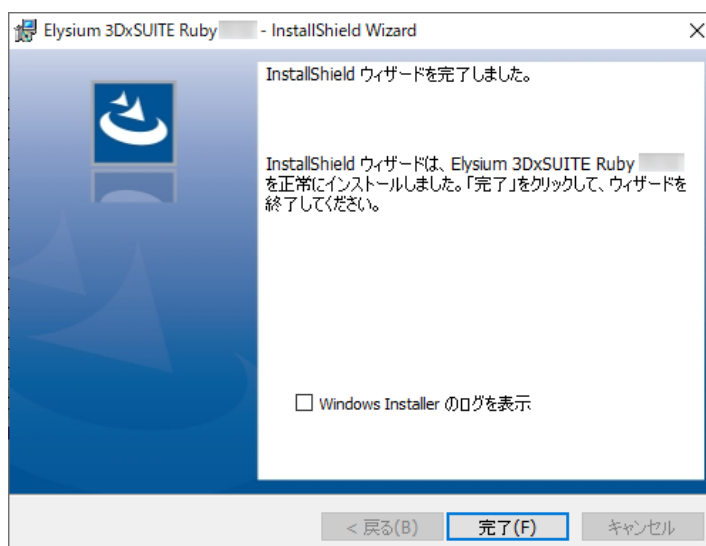 Elysium 3DxSUITE Ruby - InstallShield Wizard
InstallShield ウィザードを完了しました。
InstallShield ウィザードは、Elysium 3DxSUITE Ruby
を正常にインストールしました。「完了」をクリックして、ウィザードを
終了してください。
Windows Installer のログを表示
< 戻る(B) 完了(F) キャンセル